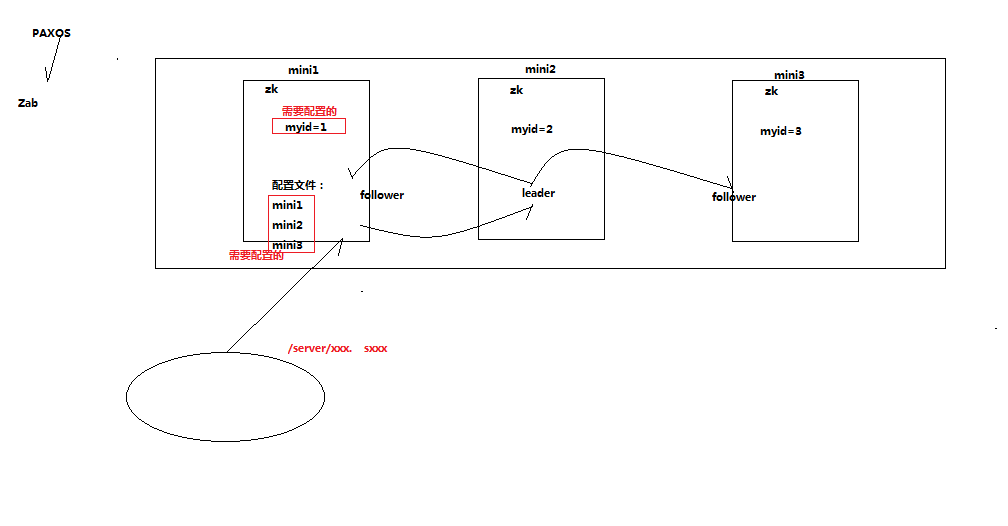 PAXOS
Zab
mini1
mini2
mini3
zk
zk
zk
需要配置的
myid=1
myid=2
myid=3
配置文件：
mini1
mini2
mini3
需要配置的
follower
leader
follower
/server/xxx. sxxx